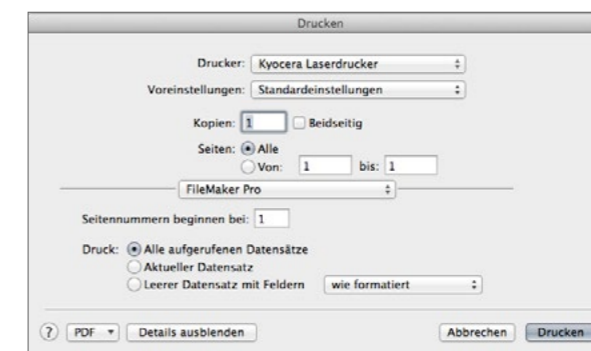 Drucken
Drucker: Kyocera Laserdrucker
Voreinstellungen: Standardeinstellungen
Kopien: 1 Beidseitig
Seiten: Alle
Von: 1 bis: 1
FileMaker Pro
Seitennummern beginnen bei: 1
Druck: Alle aufgerufenen Datensätze
Aktueller Datensatz
Leerer Datensatz mit Feldern wie formatiert
? PDF Details ausblenden Abbrechen Drucken